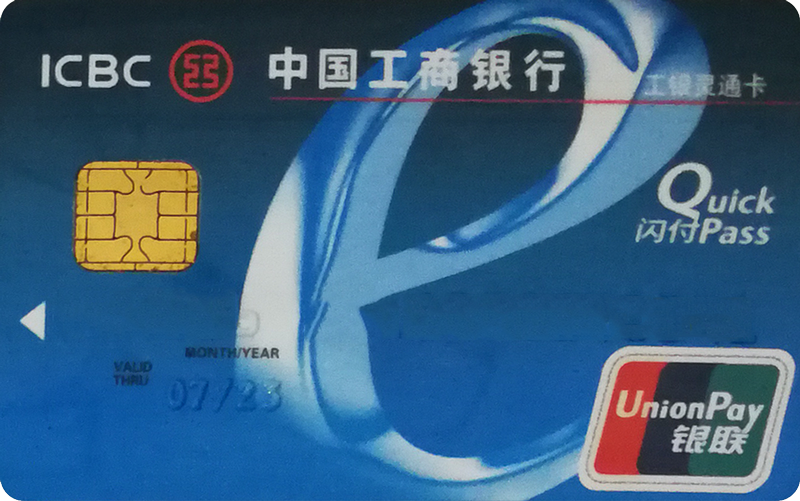 ICBC 中国工商银行
工银灵通卡
Quick
闪付Pass
MONTH/YEAR
VALID
THRU
07/23
UnionPay
银联